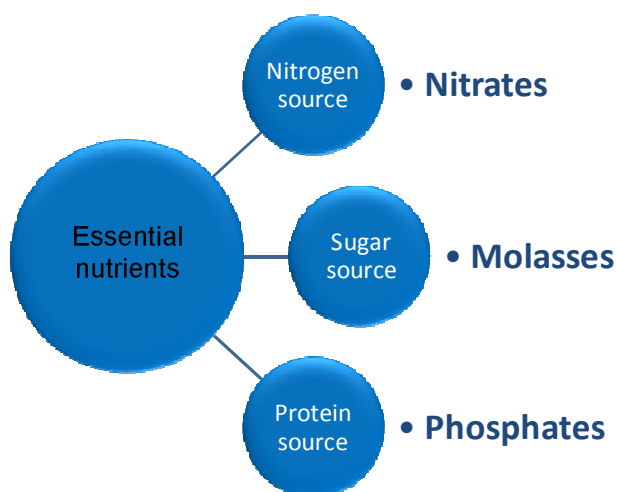 Nitrogen
source
• Nitrates
Essential
nutrients
Sugar
source
• Molasses
Protein
source
• Phosphates